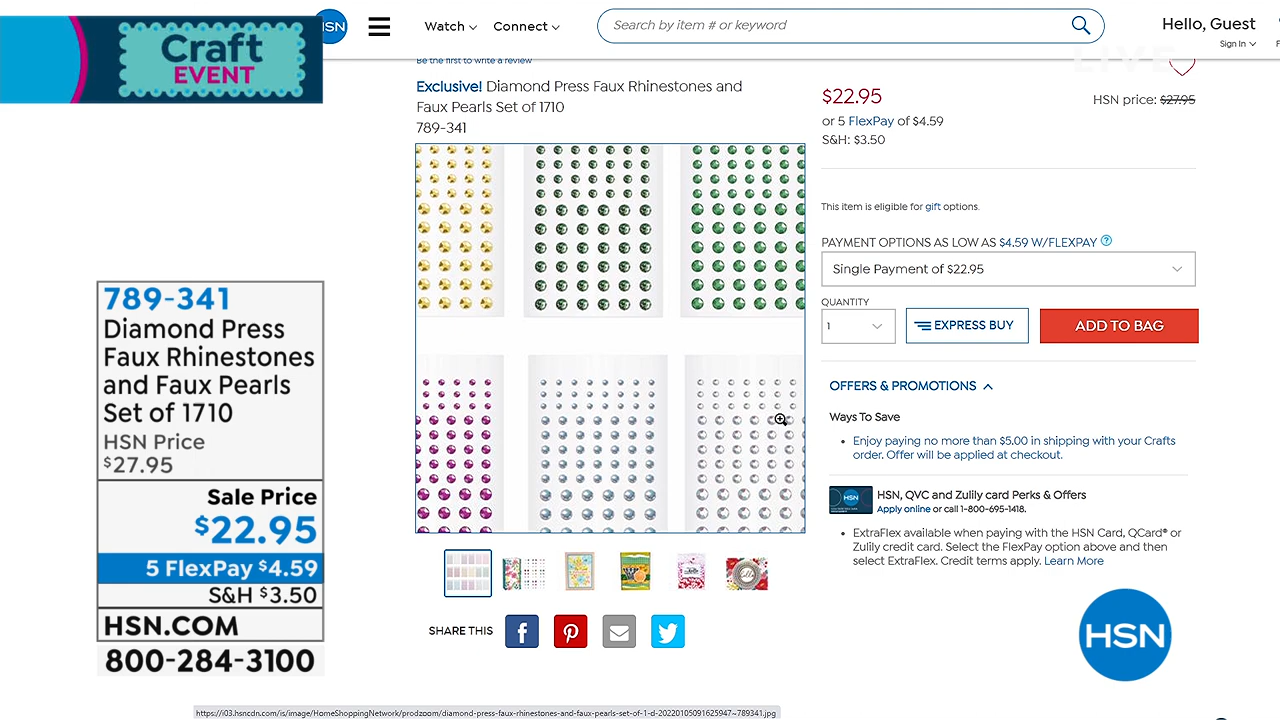 Craft
EVENT
HSN
Watch
Connect
Search by item # or keyword
Hello, Guest
Sign In
LIVE
Be the first to write a review
Exclusive! Diamond Press Faux Rhinestones and
Faux Pearls Set of 1710
789-341
$22.95
HSN price: $27.95
or 5 FlexPay of $4.59
S&H: $3.50
This item is eligible for gift options.
PAYMENT OPTIONS AS LOW AS $4.59 W/FLEXPAY ?
Single Payment of $22.95
QUANTITY
1
EXPRESS BUY
ADD TO BAG
OFFERS & PROMOTIONS
Ways To Save
• Enjoy paying no more than $5.00 in shipping with your Crafts
order. Offer will be applied at checkout.
HSN
HSN, QVC and Zulily card Perks & Offers
Apply online or call 1-800-695-1418.
• ExtraFlex available when paying with the HSN Card, QCard® or
Zulily credit card. Select the FlexPay option above and then
select ExtraFlex. Credit terms apply. Learn More
SHARE THIS
789-341
Diamond Press
Faux Rhinestones
and Faux Pearls
Set of 1710
HSN Price
$27.95
Sale Price
$22.95
5 FlexPay $4.59
S&H $3.50
HSN.COM
800-284-3100
HSN
https://i03.hsncdn.com/is/image/HomeShoppingNetwork/prodzoom/diamond-press-faux-rhinestones-and-faux-pearls-set-of-1-d-20220105091625947~789341.jpg